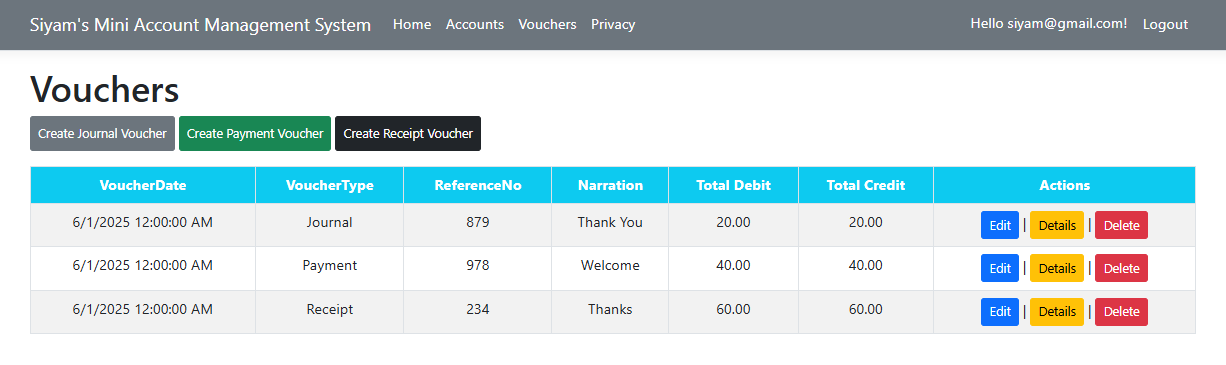 Siyam's Mini Account Management System Home Accounts Vouchers Privacy Hello siyam@gmail.com! Logout
Vouchers
Create Journal Voucher Create Payment Voucher Create Receipt Voucher
VoucherDate VoucherType ReferenceNo Narration Total Debit Total Credit Actions
6/1/2025 12:00:00 AM Journal 879 Thank You 20.00 20.00 Edit | Details | Delete
6/1/2025 12:00:00 AM Payment 978 Welcome 40.00 40.00 Edit | Details | Delete
6/1/2025 12:00:00 AM Receipt 234 Thanks 60.00 60.00 Edit | Details | Delete